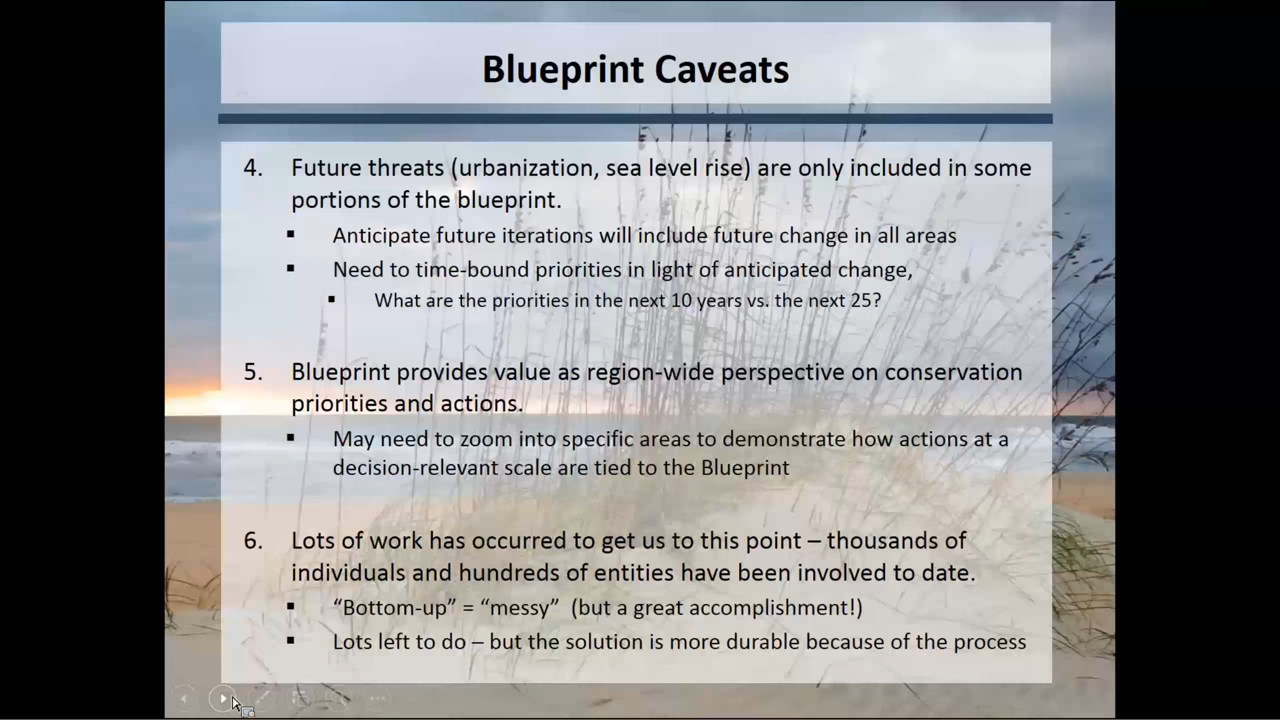 Blueprint Caveats
4. Future threats (urbanization, sea level rise) are only included in some
portions of the blueprint.
▪ Anticipate future iterations will include future change in all areas
▪ Need to time-bound priorities in light of anticipated change,
▪ What are the priorities in the next 10 years vs. the next 25?
5. Blueprint provides value as region-wide perspective on conservation
priorities and actions.
▪ May need to zoom into specific areas to demonstrate how actions at a
decision-relevant scale are tied to the Blueprint
6. Lots of work has occurred to get us to this point – thousands of
individuals and hundreds of entities have been involved to date.
▪ “Bottom-up” = “messy” (but a great accomplishment!)
▪ Lots left to do – but the solution is more durable because of the process